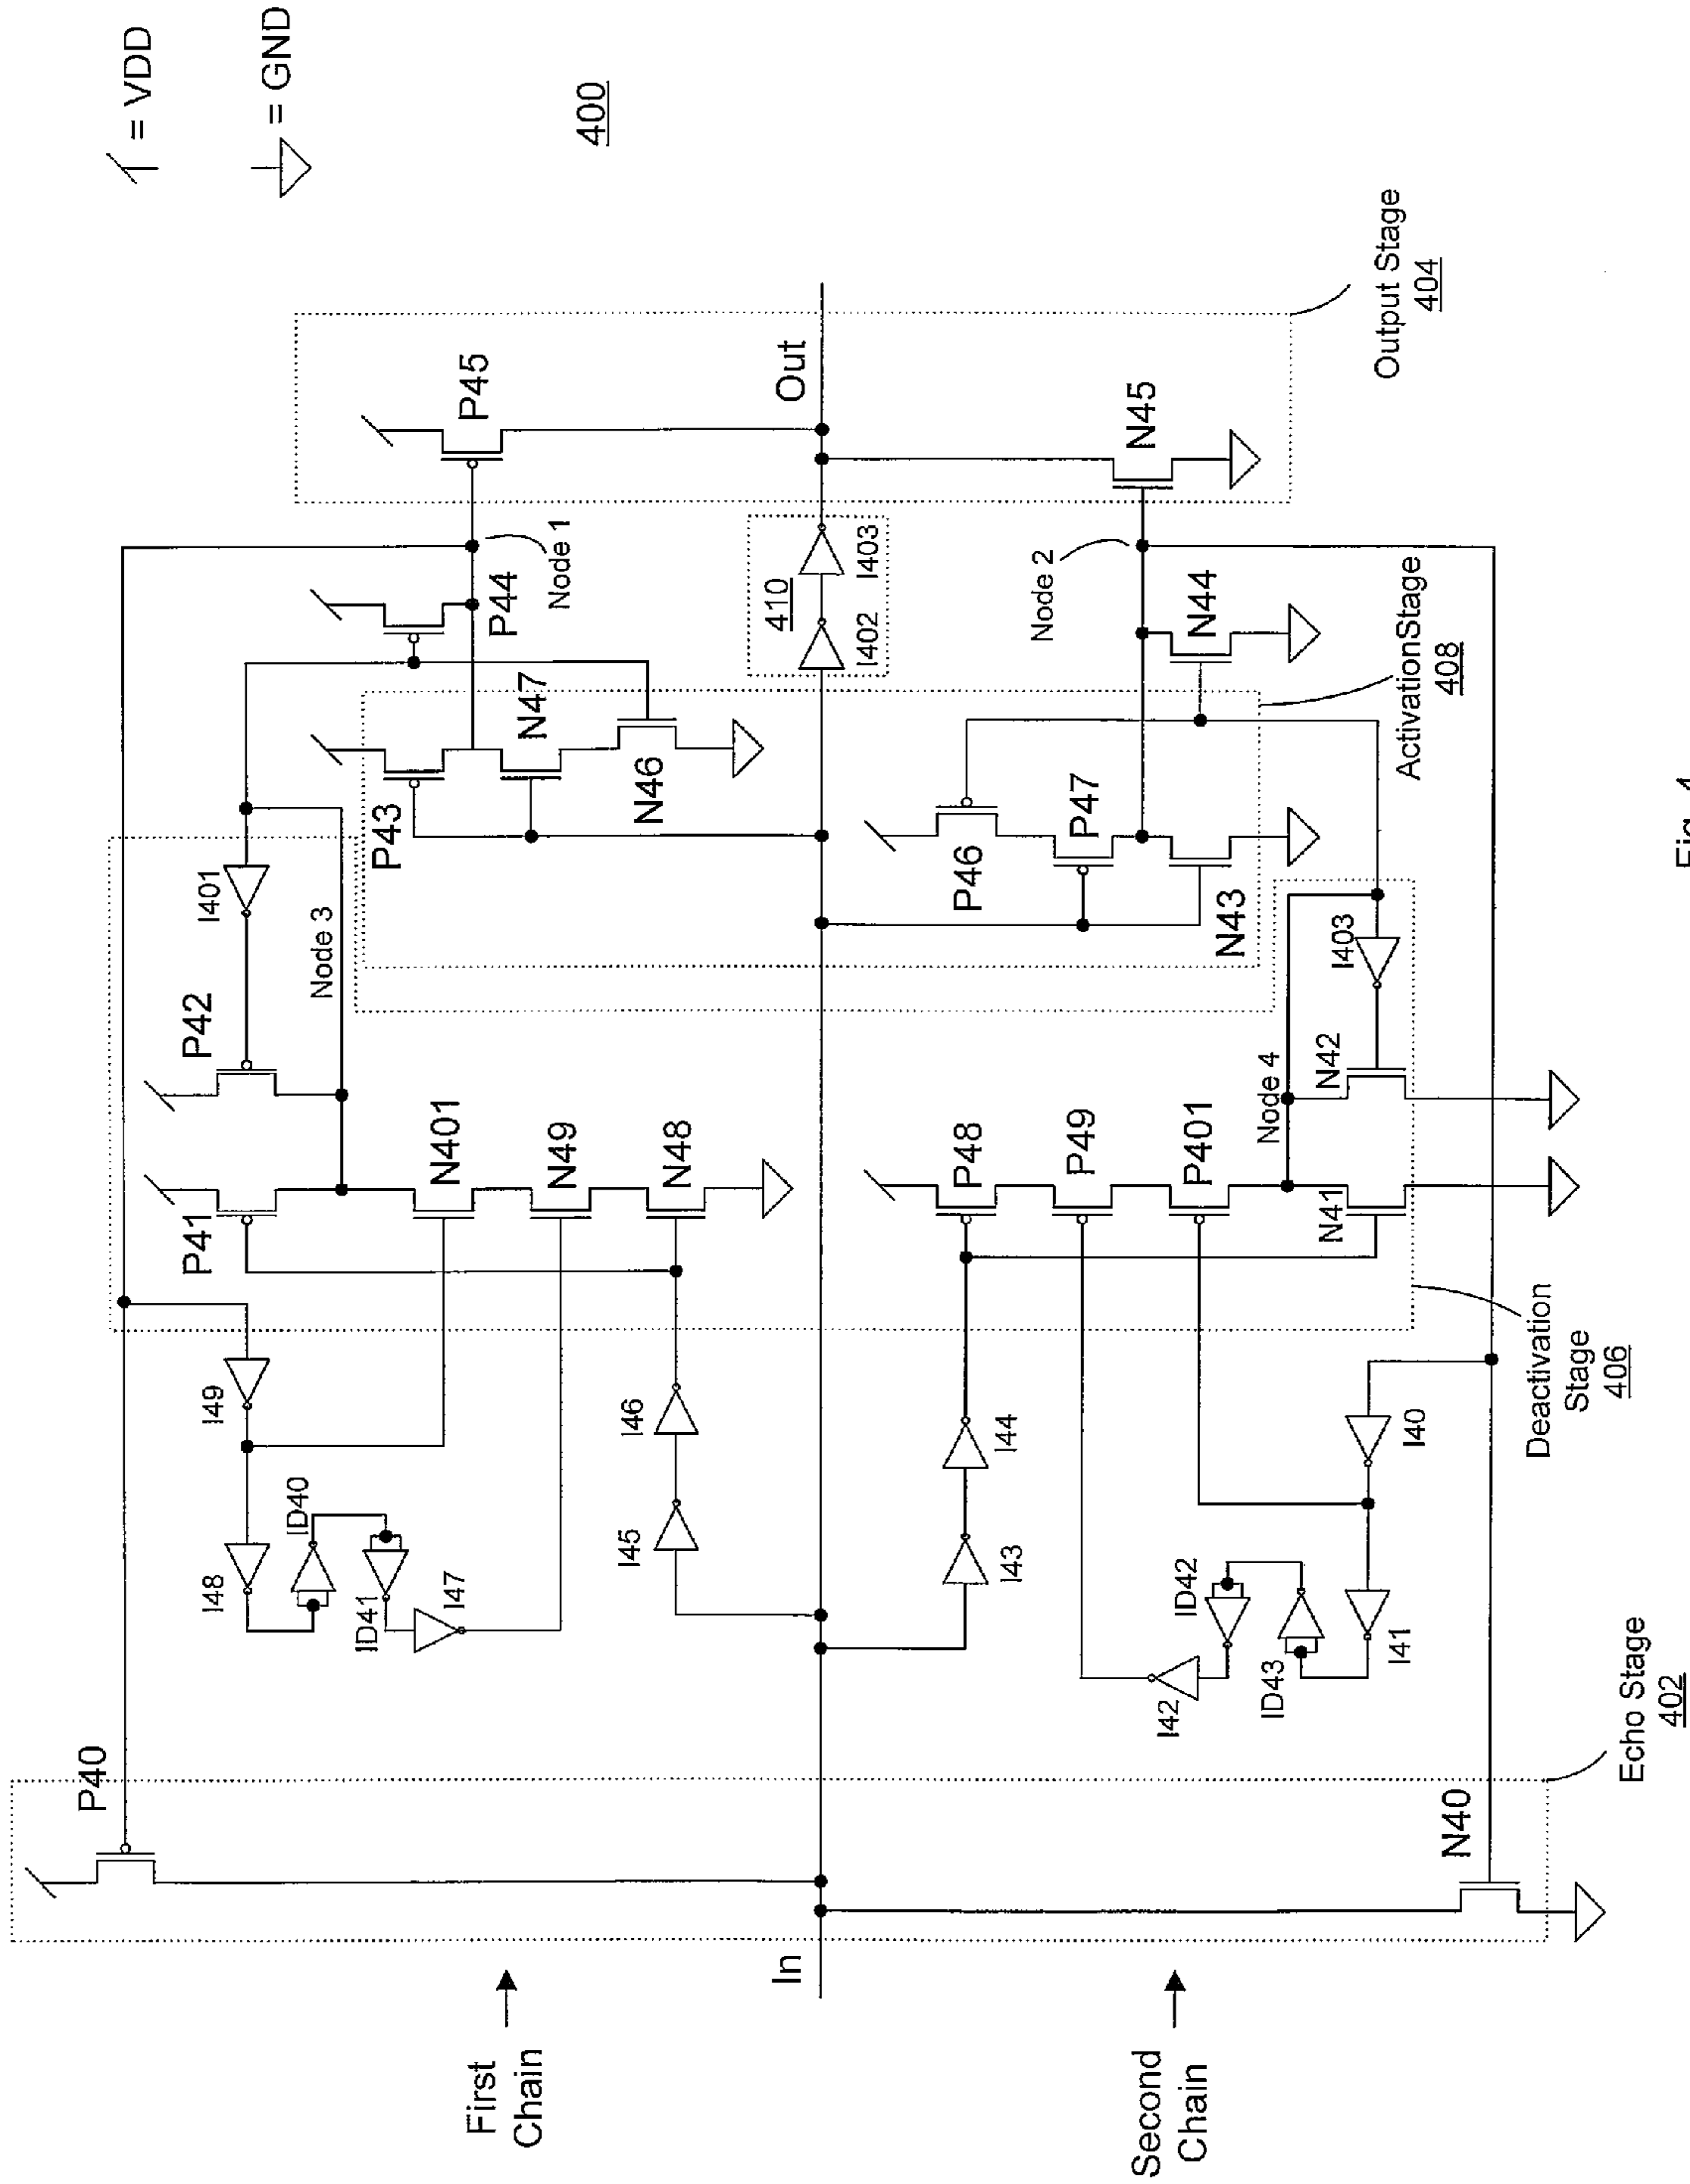 = VDD
= GND
400
Output Stage
404
P45
Out
N45
Node 1
P44
410
I402
I403
Node 2
N44
ActivationStage
408
N47
P43
N46
P47
P46
N43
I401
Node 3
P42
I403
N42
Node 4
P41
N401
N49
N48
P48
P49
P401
N41
Deactivation
Stage
406
I49
I48
ID40
ID41
I47
I46
I45
I44
I43
I40
I41
ID42
ID43
I42
P40
N40
Echo Stage
402
In
First
Chain
Second
Chain